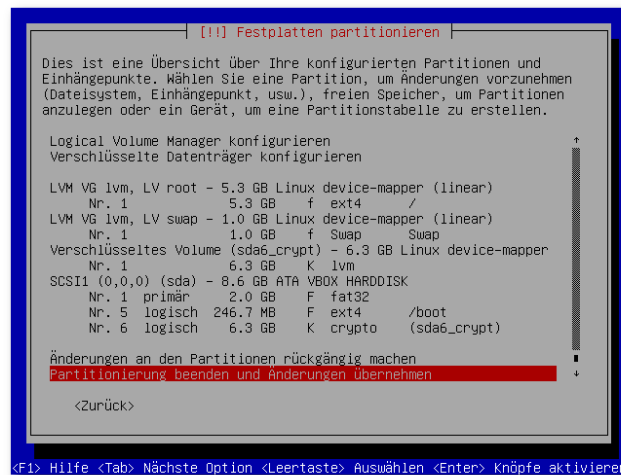 [!!] Festplatten partitionieren
Dies ist eine Übersicht über Ihre konfigurierten Partitionen und
Einhängepunkte. Wählen Sie eine Partition, um Änderungen vorzunehmen
(Dateisystem, Einhängepunkt, usw.), freien Speicher, um Partitionen
anzulegen oder ein Gerät, um eine Partitionstabelle zu erstellen.
Logical Volume Manager konfigurieren
Verschlüsselte Datenträger konfigurieren
LVM VG lvm, LV root – 5.3 GB Linux device-mapper (linear)
Nr. 1 5.3 GB f ext4 /
LVM VG lvm, LV swap – 1.0 GB Linux device-mapper (linear)
Nr. 1 1.0 GB f Swap Swap
Verschlüsseltes Volume (sda6_crypt) – 6.3 GB Linux device-mapper
Nr. 1 6.3 GB K lvm
SCSI1 (0,0,0) (sda) – 8.6 GB ATA VBOX HARDDISK
Nr. 1 primär 2.0 GB F fat32
Nr. 5 logisch 246.7 MB F ext4 /boot
Nr. 6 logisch 6.3 GB K crypto (sda6_crypt)
Änderungen an den Partitionen rückgängig machen
Partitionierung beenden und Änderungen übernehmen
<Zurück>
<F1> Hilfe <Tab> Nächste Option <Leertaste> Auswählen <Enter> Knöpfe aktivieren